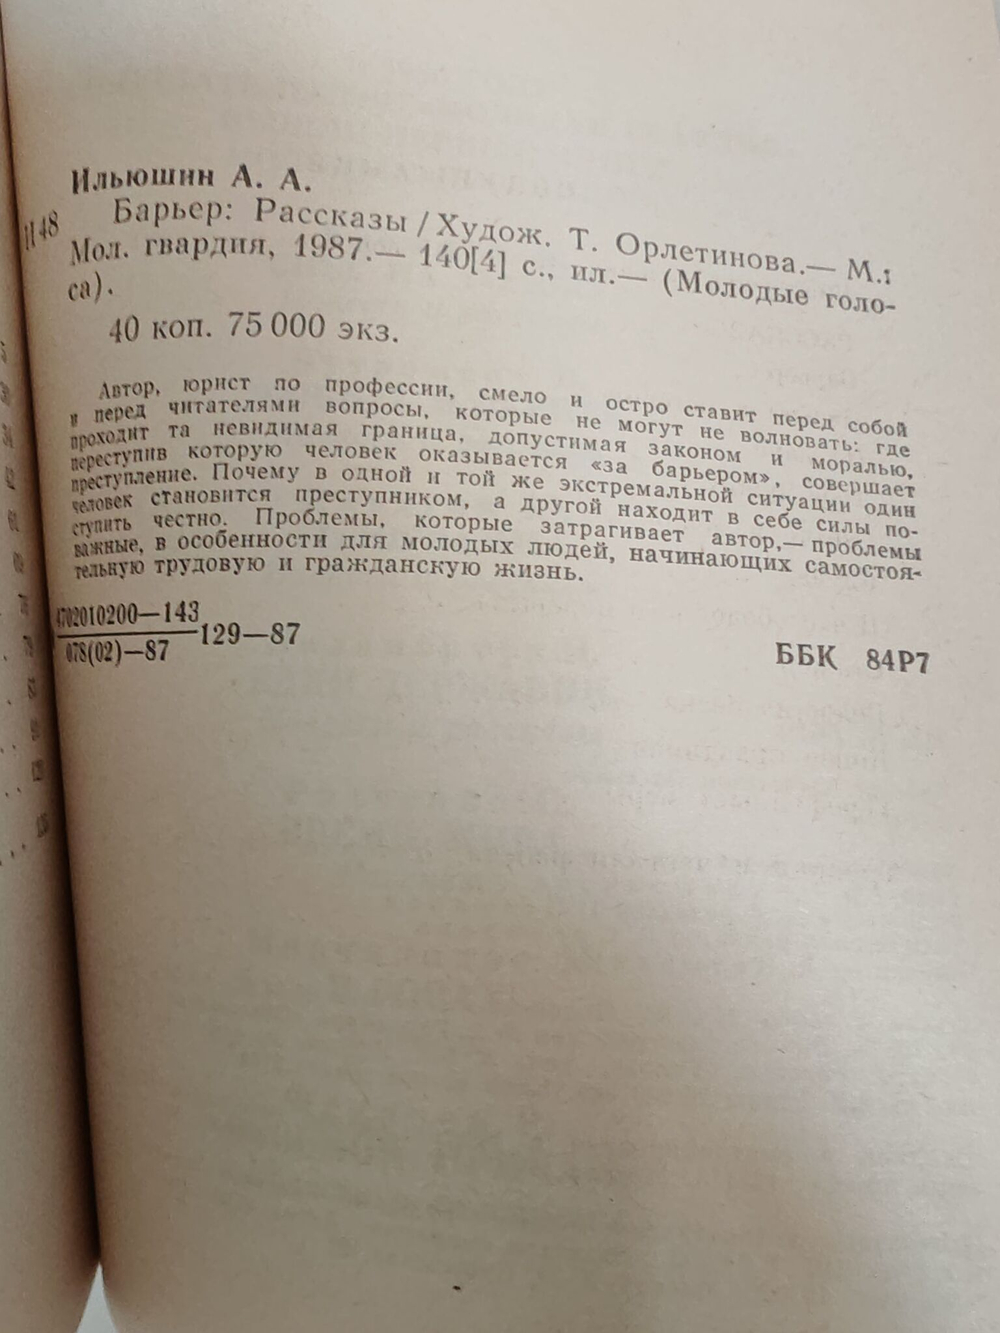 Ильюшин А. А.
И 48
Барьер: Рассказы / Худож. Т. Орлетинова.— М.:
Мол. гвардия, 1987.— 140[4] с., ил.— (Молодые голо-
са).
40 коп. 75 000 экз.
Автор, юрист по профессии, смело и остро ставит перед собой
и перед читателями вопросы, которые не могут не волновать: где
проходит та невидимая граница, допустимая законом и моралью,
переступив которую человек оказывается «за барьером», совершает
преступление. Почему в одной и той же экстремальной ситуации один
человек становится преступником, а другой находит в себе силы по-
ступить честно. Проблемы, которые затрагивает автор,— проблемы
важные, в особенности для молодых людей, начинающих самостоя-
тельную трудовую и гражданскую жизнь.
4702010200—143
129—87
078(02)—87
ББК 84Р7